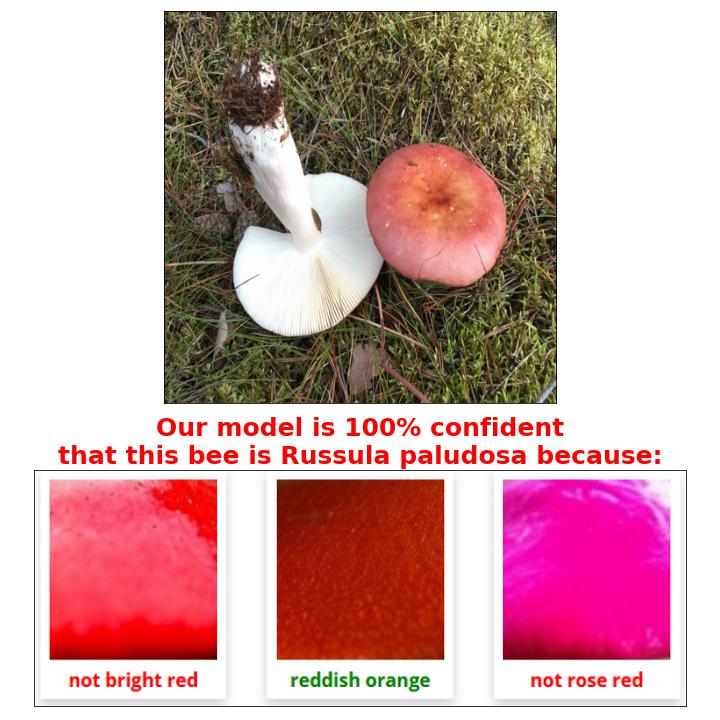 Our model is 100% confident
that this bee is Russula paludosa because:
not bright red
reddish orange
not rose red